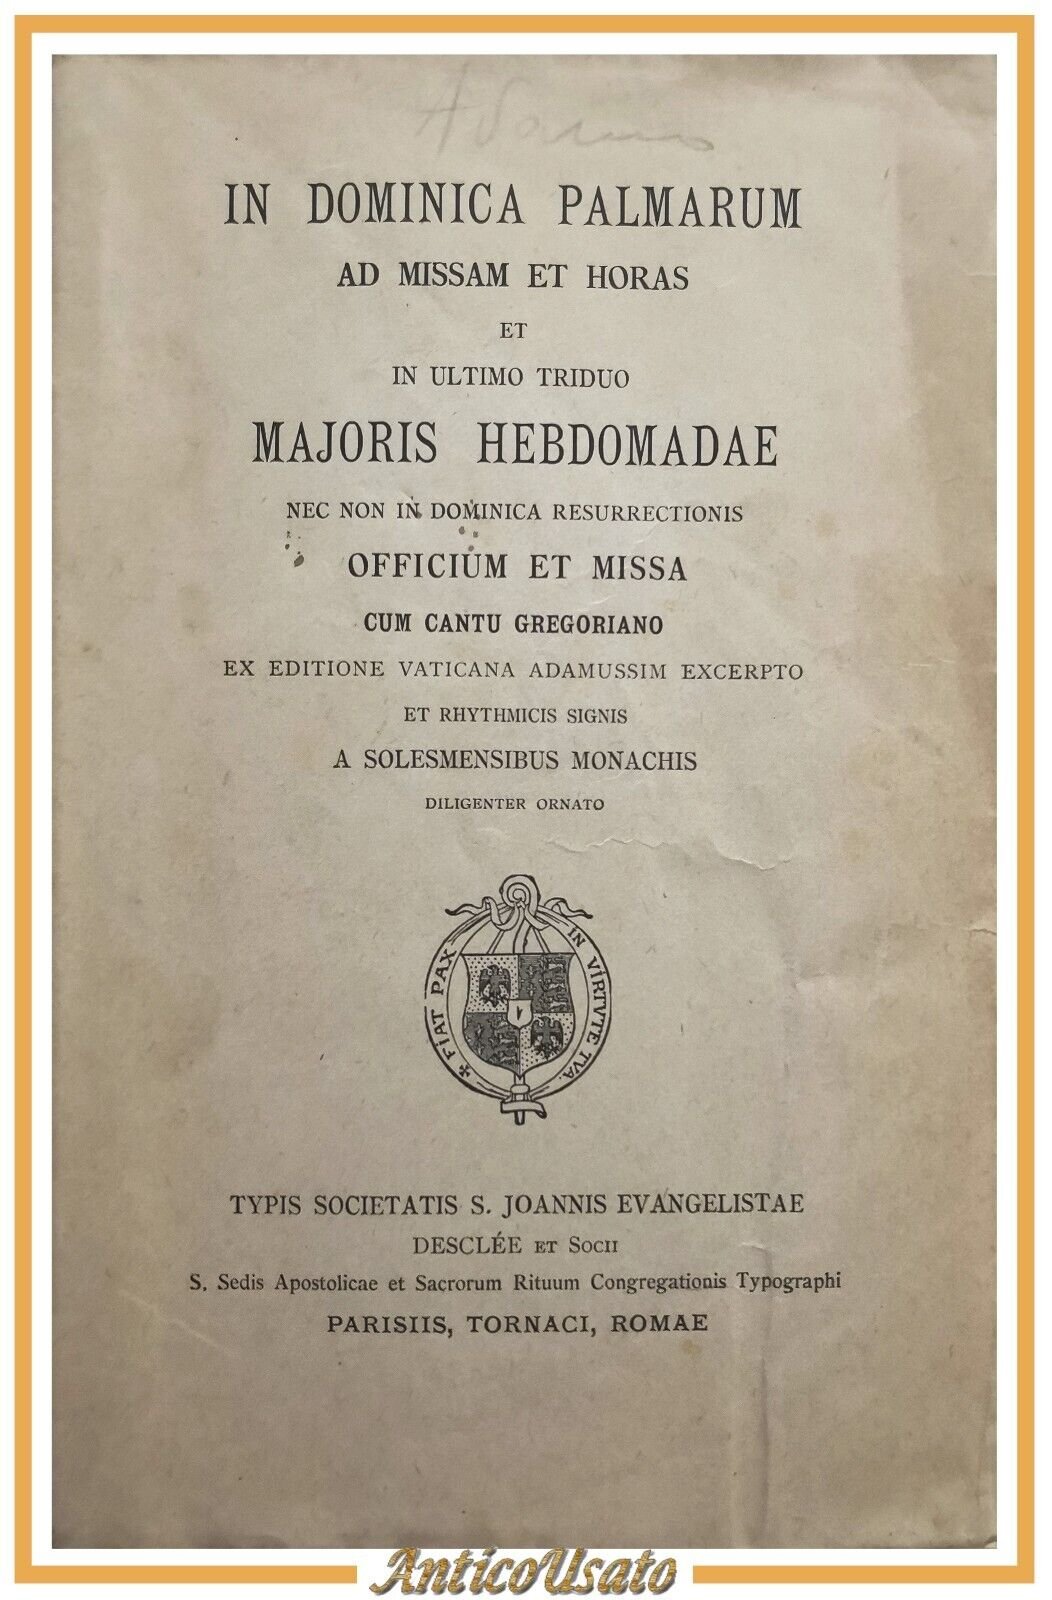 IN DOMINICA PALMARUM
AD MISSAM ET HORAS
ET
IN ULTIMO TRIDUO
MAJORIS HEBDOMADAE
NEC NON IN DOMINICA RESURRECTIONIS
OFFICIUM ET MISSA
CUM CANTU GREGORIANO
EX EDITIONE VATICANA ADAMUSSIM EXCERPTO
ET RHYTHMICIS SIGNIS
A SOLESMENSIBUS MONACHIS
DILIGENTER ORNATO
✠ FIAT PAX IN VIRTVTE TVA.
TYPIS SOCIETATIS S. JOANNIS EVANGELISTAE
DESCLÉE ET SOCII
S. Sedis Apostolicae et Sacrorum Rituum Congregationis Typographi
PARISIIS, TORNACI, ROMAE
AnticoUsato